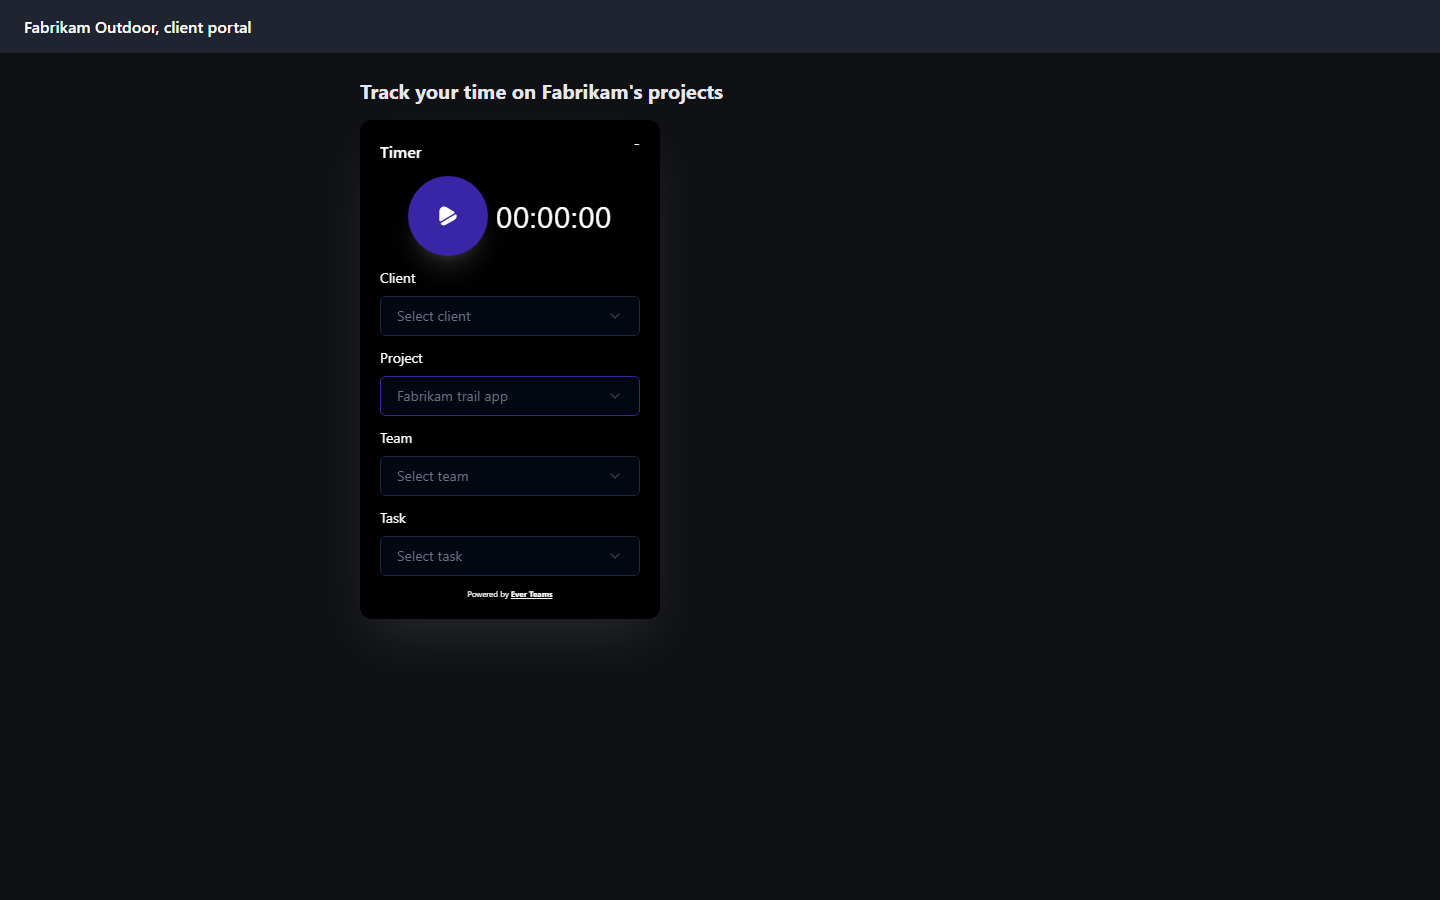 Fabrikam Outdoor, client portal
Track your time on Fabrikam's projects
Timer
-
00:00:00
Client
Select client
Project
Fabrikam trail app
Team
Select team
Task
Select task
Powered by Ever Teams